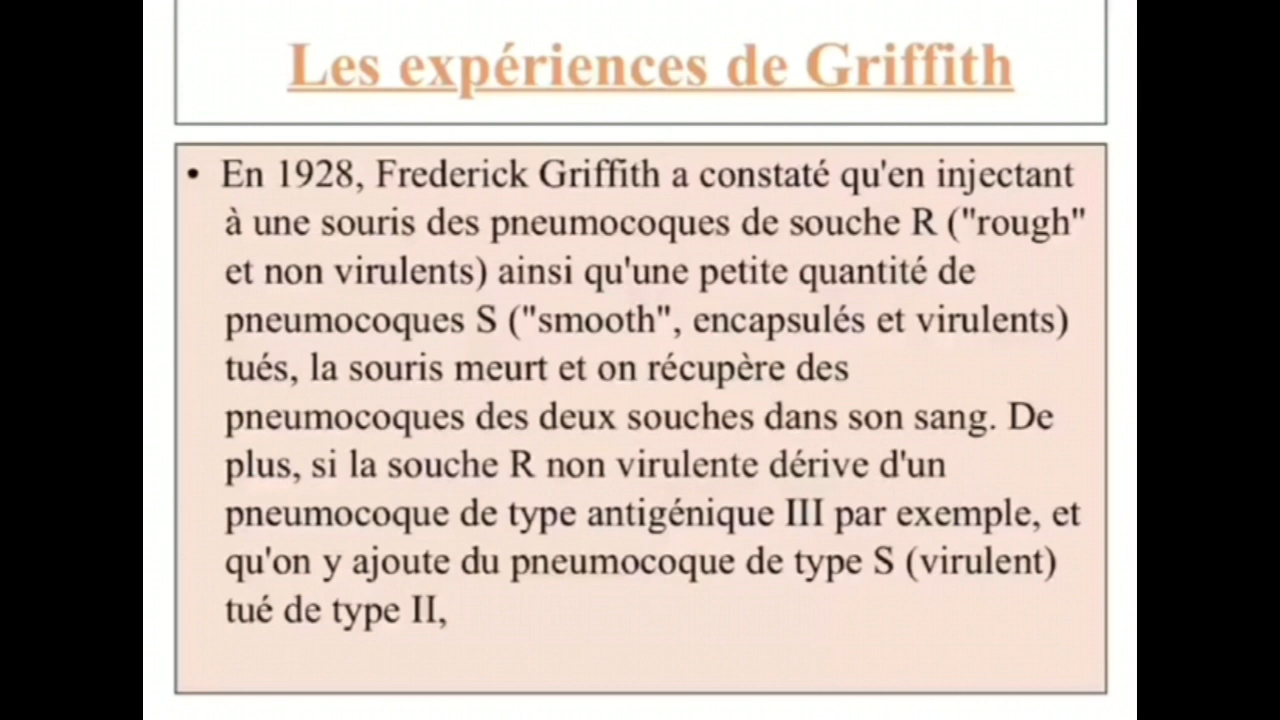 Les expériences de Griffith
• En 1928, Frederick Griffith a constaté qu'en injectant
à une souris des pneumocoques de souche R ("rough"
et non virulents) ainsi qu'une petite quantité de
pneumocoques S ("smooth", encapsulés et virulents)
tués, la souris meurt et on récupère des
pneumocoques des deux souches dans son sang. De
plus, si la souche R non virulente dérive d'un
pneumocoque de type antigénique III par exemple, et
qu'on y ajoute du pneumocoque de type S (virulent)
tué de type II,